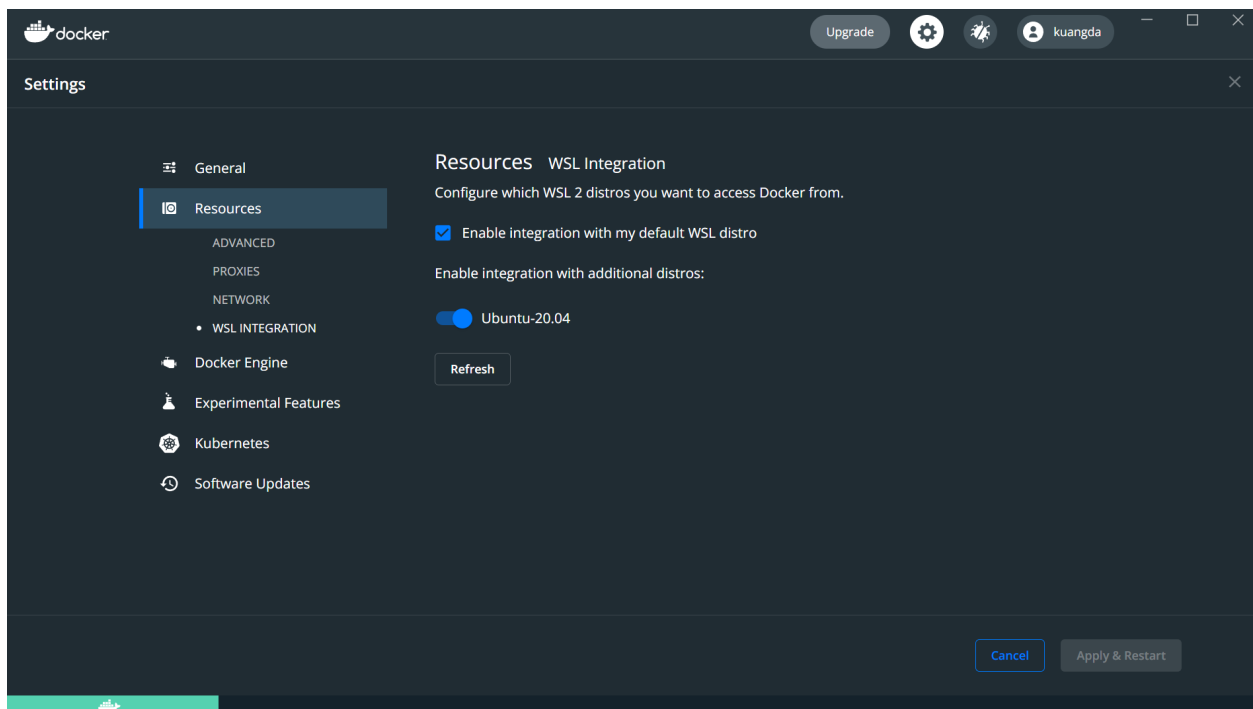 docker
Upgrade
kuangda
Settings
General
Resources
ADVANCED
PROXIES
NETWORK
WSL INTEGRATION
Docker Engine
Experimental Features
Kubernetes
Software Updates
Resources WSL Integration
Configure which WSL 2 distros you want to access Docker from.
Enable integration with my default WSL distro
Enable integration with additional distros:
Ubuntu-20.04
Refresh
Cancel
Apply & Restart